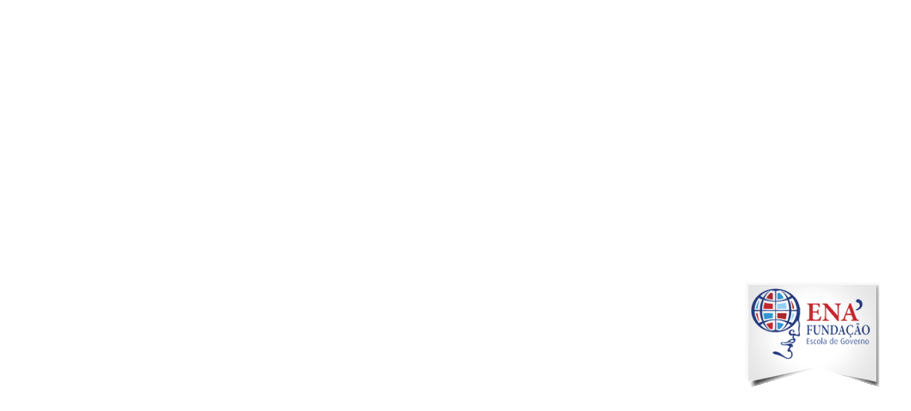 ENA'
FUNDAÇÃO
Escola de Governo